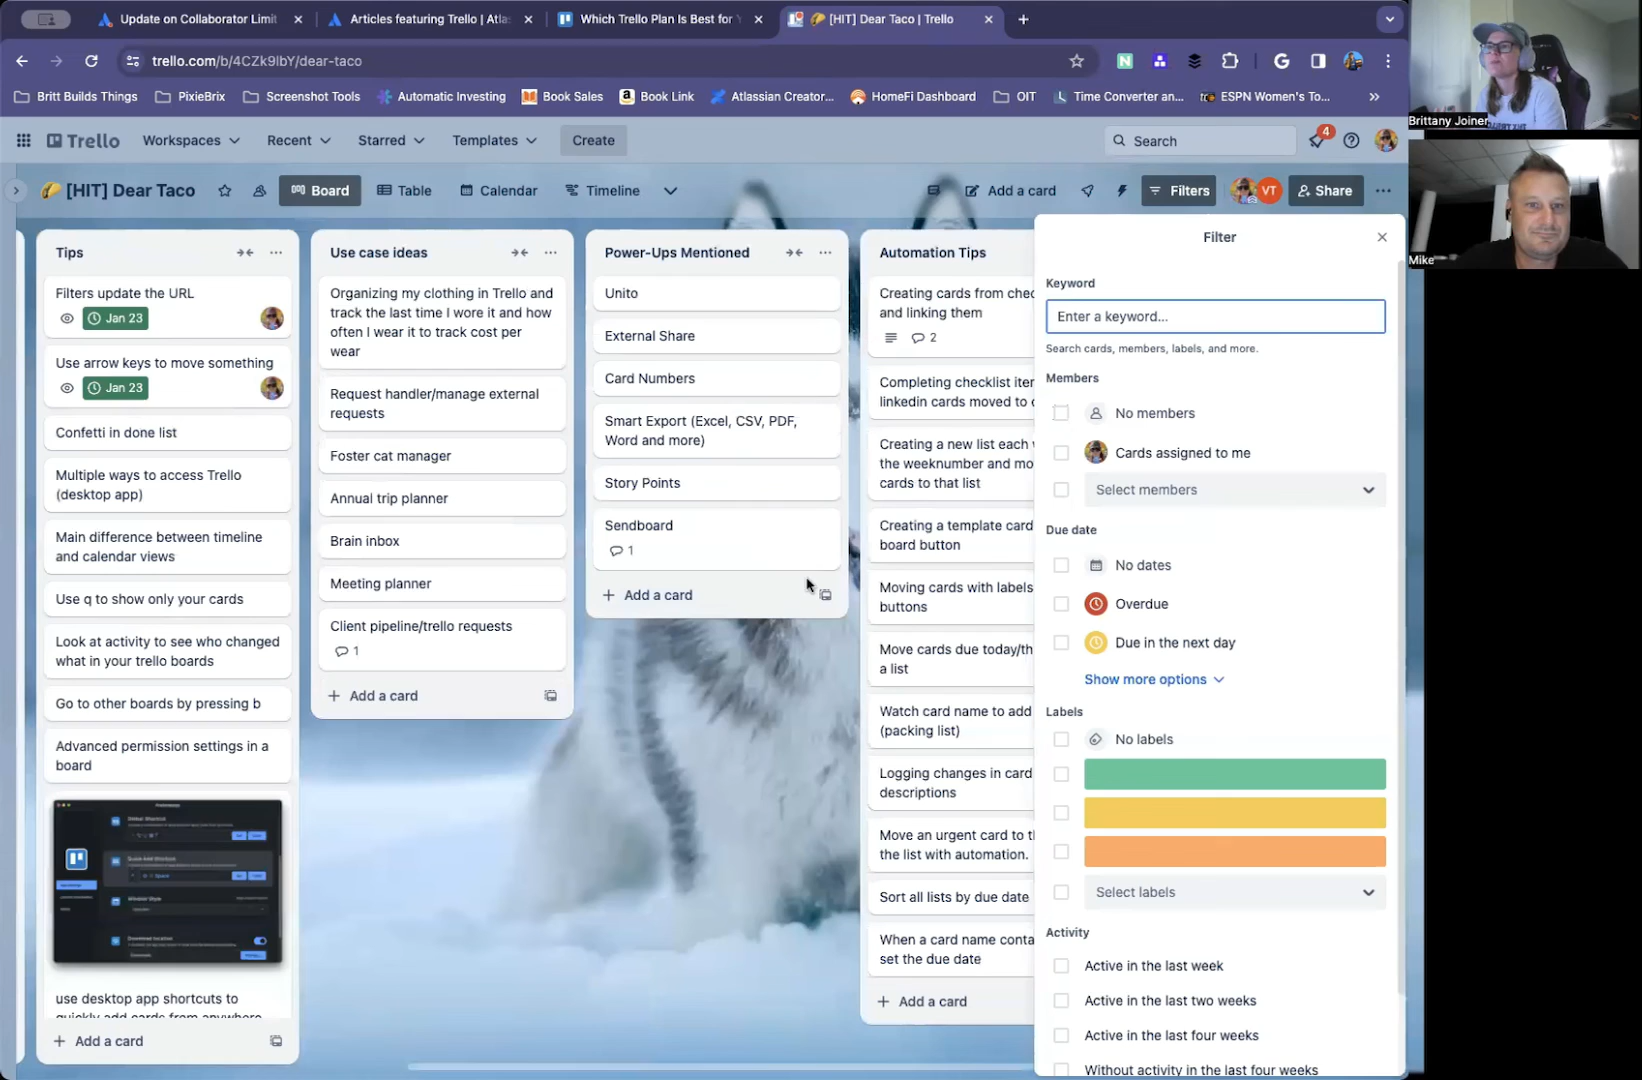 Update on Collaborator Limit
Articles featuring Trello | Atla
Which Trello Plan Is Best for Y
[HIT] Dear Taco | Trello
trello.com/b/4CZk9lbY/dear-taco
Britt Builds Things
PixieBrix
Screenshot Tools
Automatic Investing
Book Sales
Book Link
Atlassian Creator...
HomeFi Dashboard
OIT
Time Converter an...
ESPN Women's To...
Brittany Joiner
Mike
Trello
Workspaces
Recent
Starred
Templates
Create
Search
4
[HIT] Dear Taco
Board
Table
Calendar
Timeline
Add a card
Filters
VT
Share
Tips
Filters update the URL
Jan 23
Use arrow keys to move something
Jan 23
Confetti in done list
Multiple ways to access Trello
(desktop app)
Main difference between timeline
and calendar views
Use q to show only your cards
Look at activity to see who changed
what in your trello boards
Go to other boards by pressing b
Advanced permission settings in a
board
use desktop app shortcuts to
quickly add cards from anywhere
Add a card
Use case ideas
Organizing my clothing in Trello and
track the last time I wore it and how
often I wear it to track cost per
wear
Request handler/manage external
requests
Foster cat manager
Annual trip planner
Brain inbox
Meeting planner
Client pipeline/trello requests
1
Add a card
Power-Ups Mentioned
Unito
External Share
Card Numbers
Smart Export (Excel, CSV, PDF,
Word and more)
Story Points
Sendboard
1
Add a card
Automation Tips
Creating cards from chec
and linking them
2
Completing checklist iter
linkedin cards moved to
Creating a new list each
the weeknumber and mo
cards to that list
Creating a template card
board button
Moving cards with labels
buttons
Move cards due today/th
a list
Watch card name to add
(packing list)
Logging changes in card
descriptions
Move an urgent card to t
the list with automation.
Sort all lists by due date
When a card name conta
set the due date
Add a card
Filter
Keyword
Enter a keyword...
Search cards, members, labels, and more.
Members
No members
Cards assigned to me
Select members
Due date
No dates
Overdue
Due in the next day
Show more options
Labels
No labels
Select labels
Activity
Active in the last week
Active in the last two weeks
Active in the last four weeks
Without activity in the last four weeks